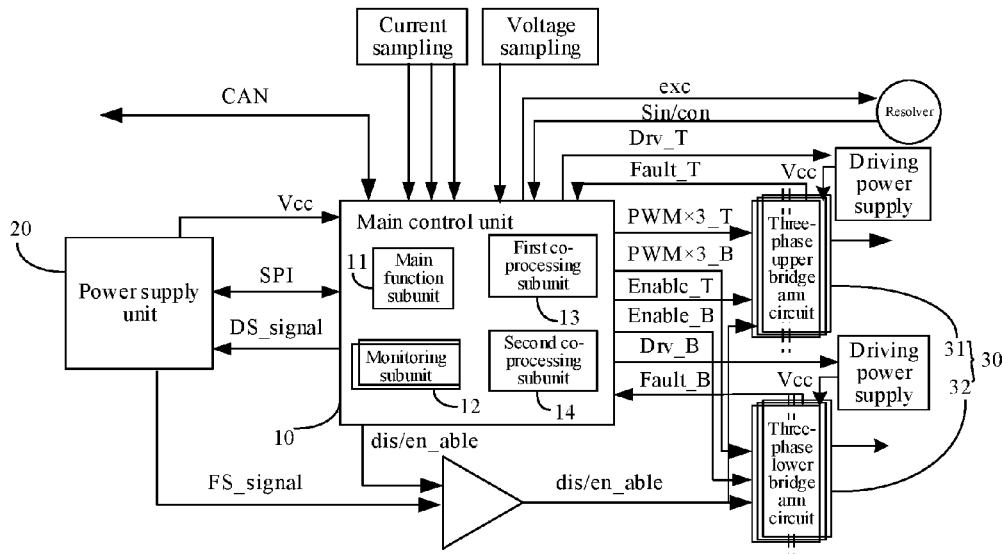 Current
sampling
Voltage
sampling
CAN
exc
Sin/con
Resolver
Drv_T
Fault_T
Vcc
Driving
power
supply
20
Vcc
Main control unit
PWM×3_T
Three-
phase
upper
bridge
arm
circuit
11
Main
function
subunit
First co-
processing
subunit
PWM×3_B
Power supply
unit
SPI
13
Enable_T
DS_signal
Enable_B
Monitoring
subunit
Second co-
processing
subunit
Drv_B
Driving
power
supply
31
30
32
12
14
Fault_B
Vcc
10
dis/en_able
Three-
phase
lower
bridge
arm
circuit
FS_signal
dis/en_able